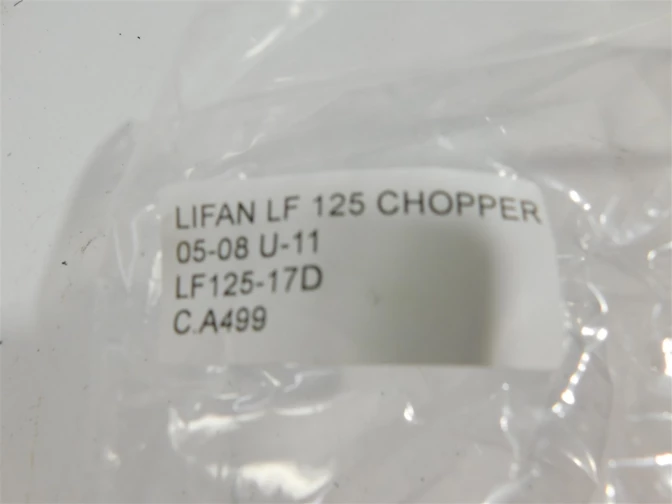 LIFAN LF 125 CHOPPER
05-08 U-11
LF125-17D
C.A499